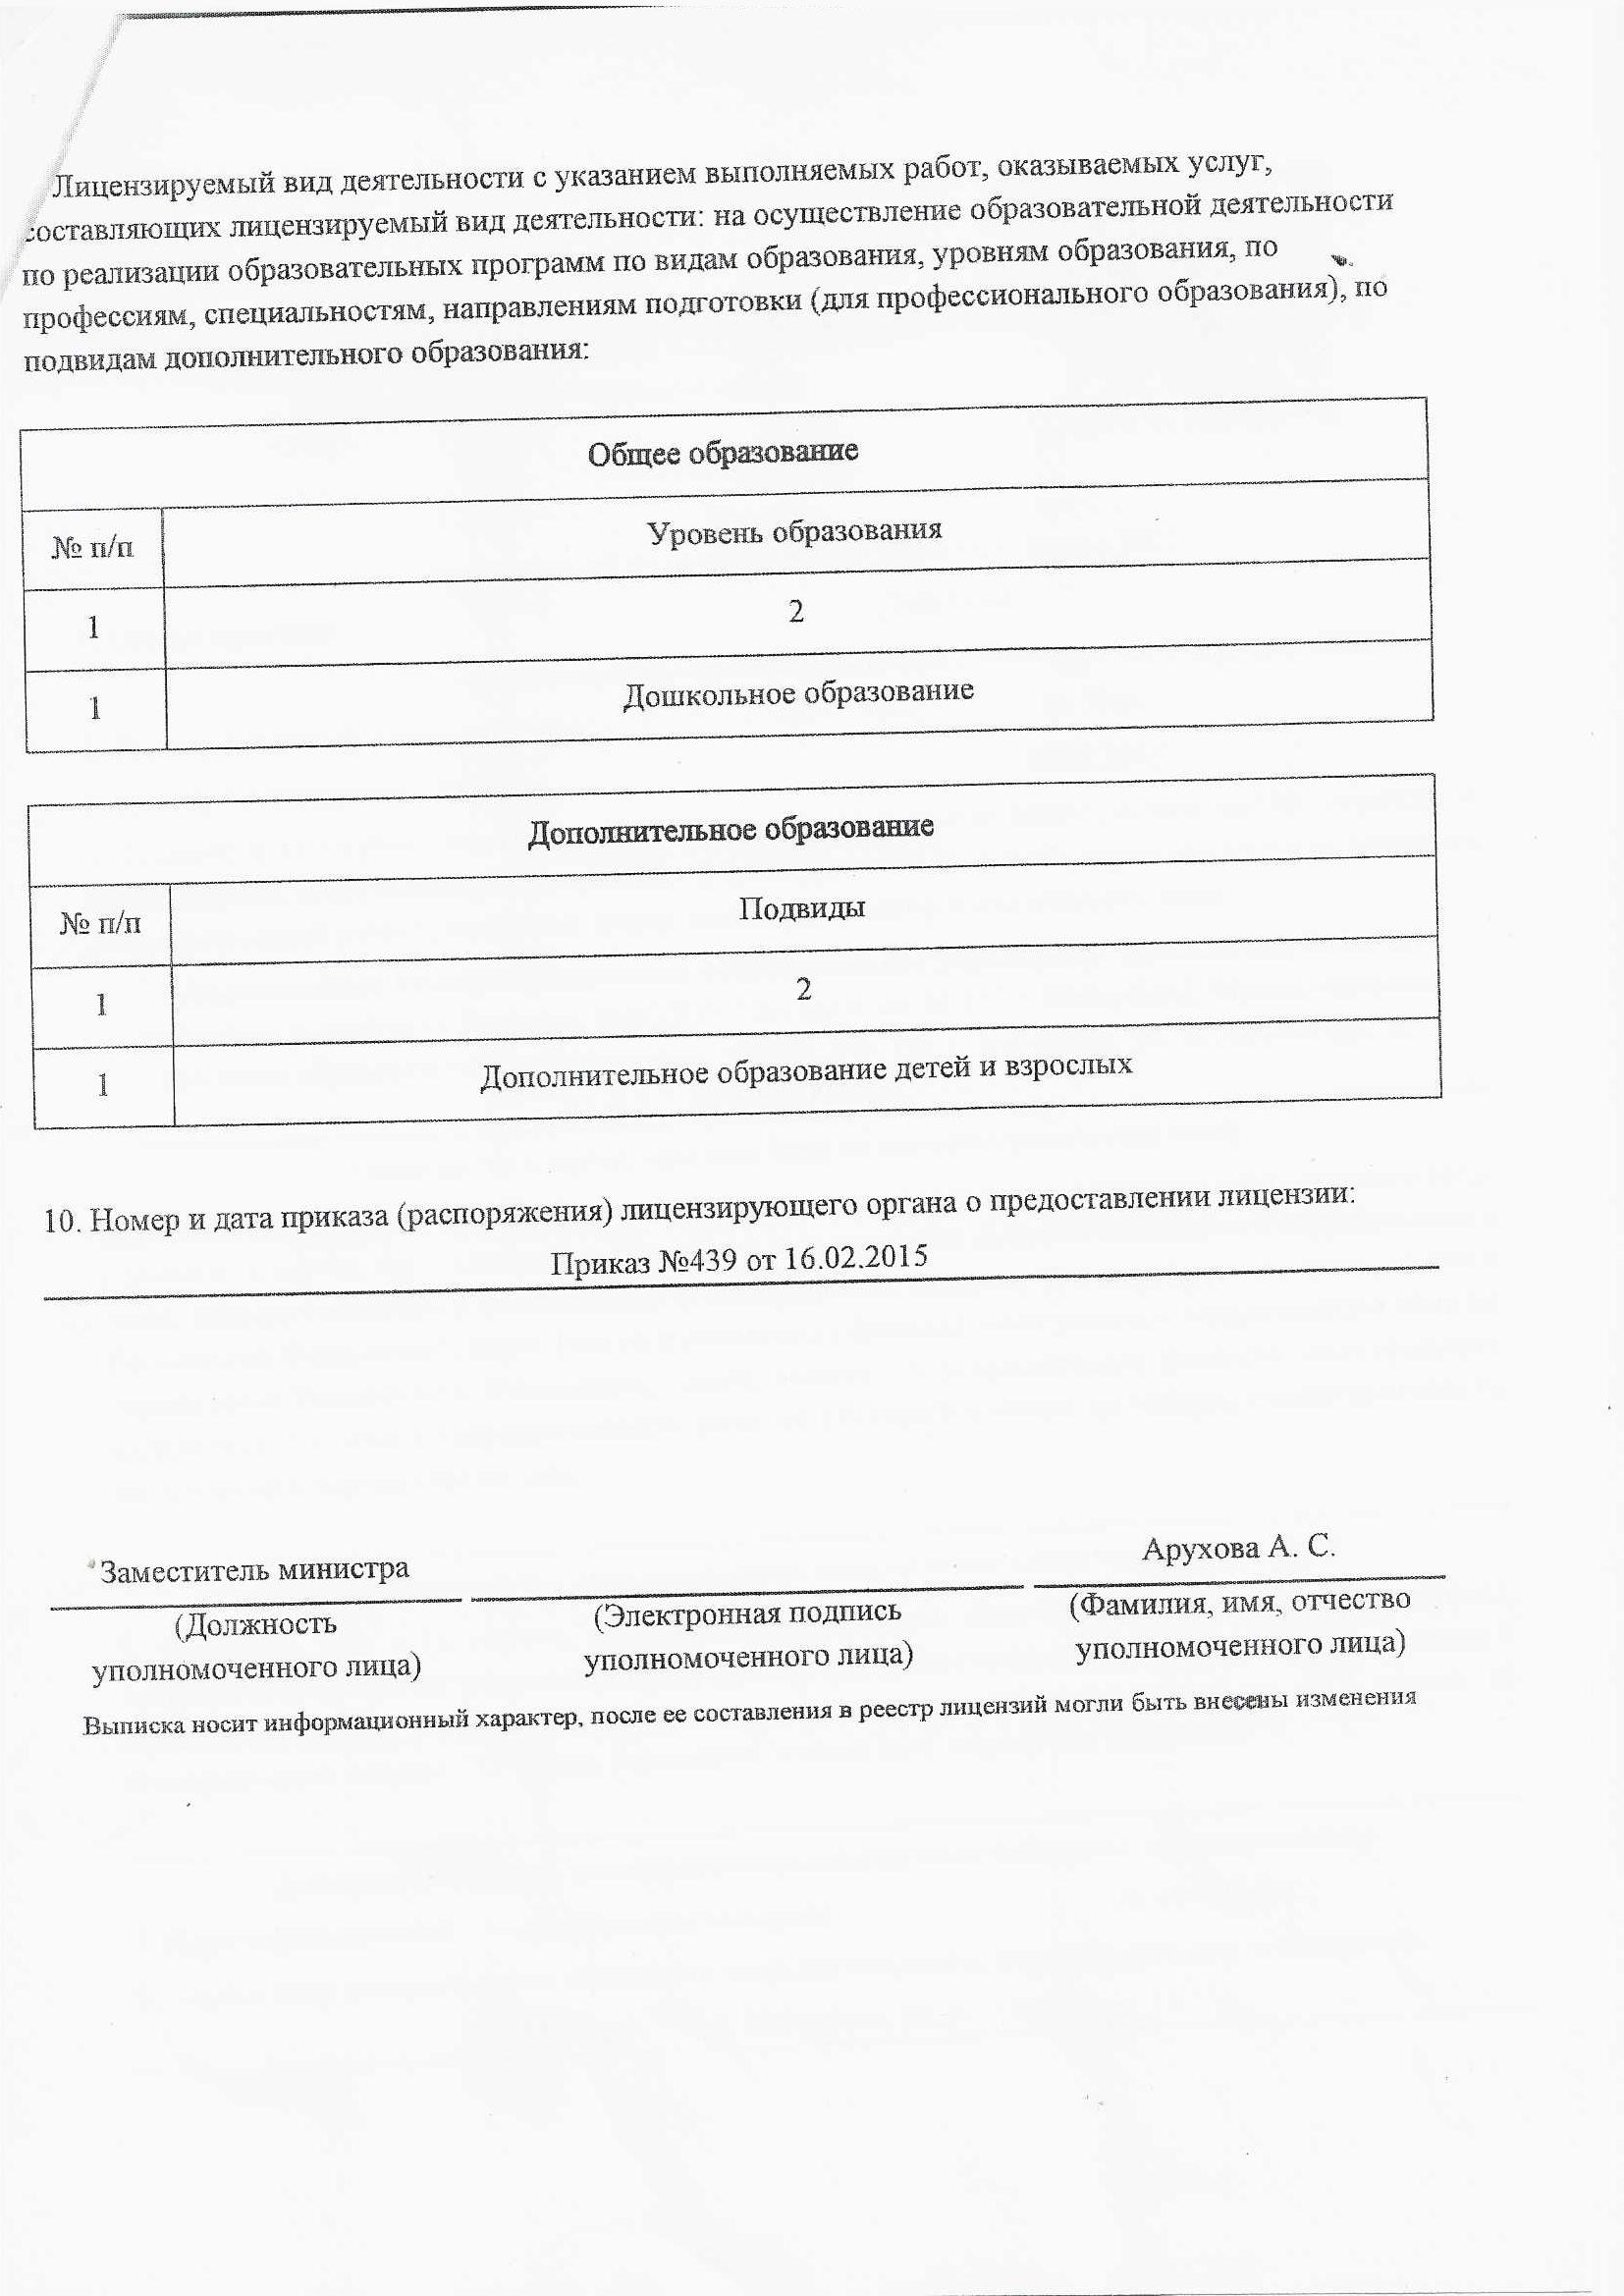 Лицензируемый вид деятельности с указанием выполняемых работ, оказываемых услуг,
составляющих лицензируемый вид деятельности: на осуществление образовательной деятельности
по реализации образовательных программ по видам образования, уровням образования, по
профессиям, специальностям, направлениям подготовки (для профессионального образования), по
подвидам дополнительного образования:
Общее образование
№ п/п Уровень образования
1 2
1 Дошкольное образование
Дополнительное образование
№ п/п Подвиды
1 2
1 Дополнительное образование детей и взрослых
10. Номер и дата приказа (распоряжения) лицензирующего органа о предоставлении лицензии:
Приказ №439 от 16.02.2015
Заместитель министра Арухова А. С.
(Должность (Электронная подпись (Фамилия, имя, отчество
уполномоченного лица) уполномоченного лица) уполномоченного лица)
Выписка носит информационный характер, после ее составления в реестр лицензий могли быть внесены изменения